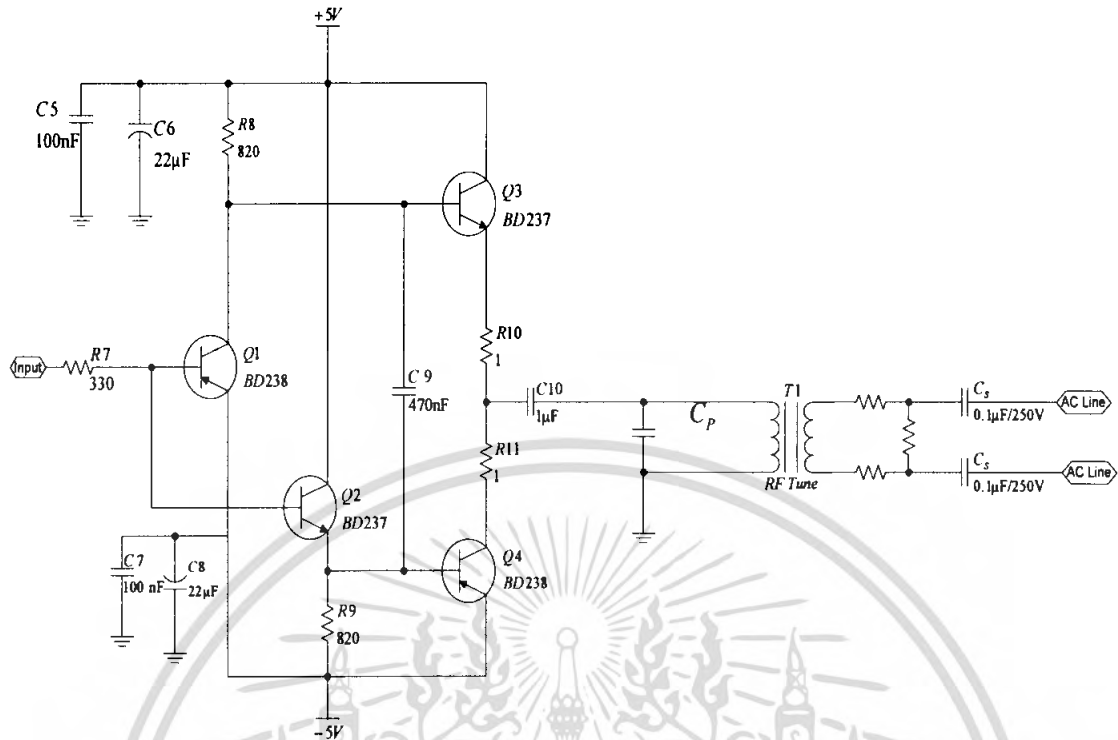 +5V
C5
100nF
C6
22µF
R8
820
Q3
BD237
Input
R7
330
Q1
BD238
C 9
470nF
R10
1
C10
1µF
C_P
T1
RF Tune
C_s
0.1µF/250V
AC Line
R11
1
C_s
0.1µF/250V
AC Line
Q2
BD237
Q4
BD238
C7
100 nF
C8
22µF
R9
820
-5V